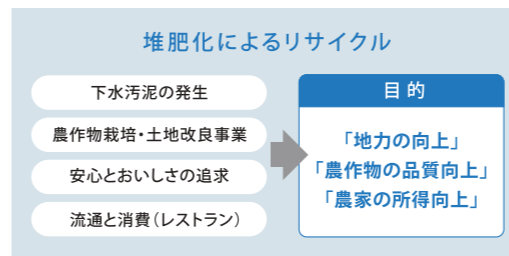 堆肥化によるリサイクル
下水汚泥の発生
農作物栽培・土地改良事業
安心とおいしさの追求
流通と消費（レストラン）
目的
「地力の向上」
「農作物の品質向上」
「農家の所得向上」